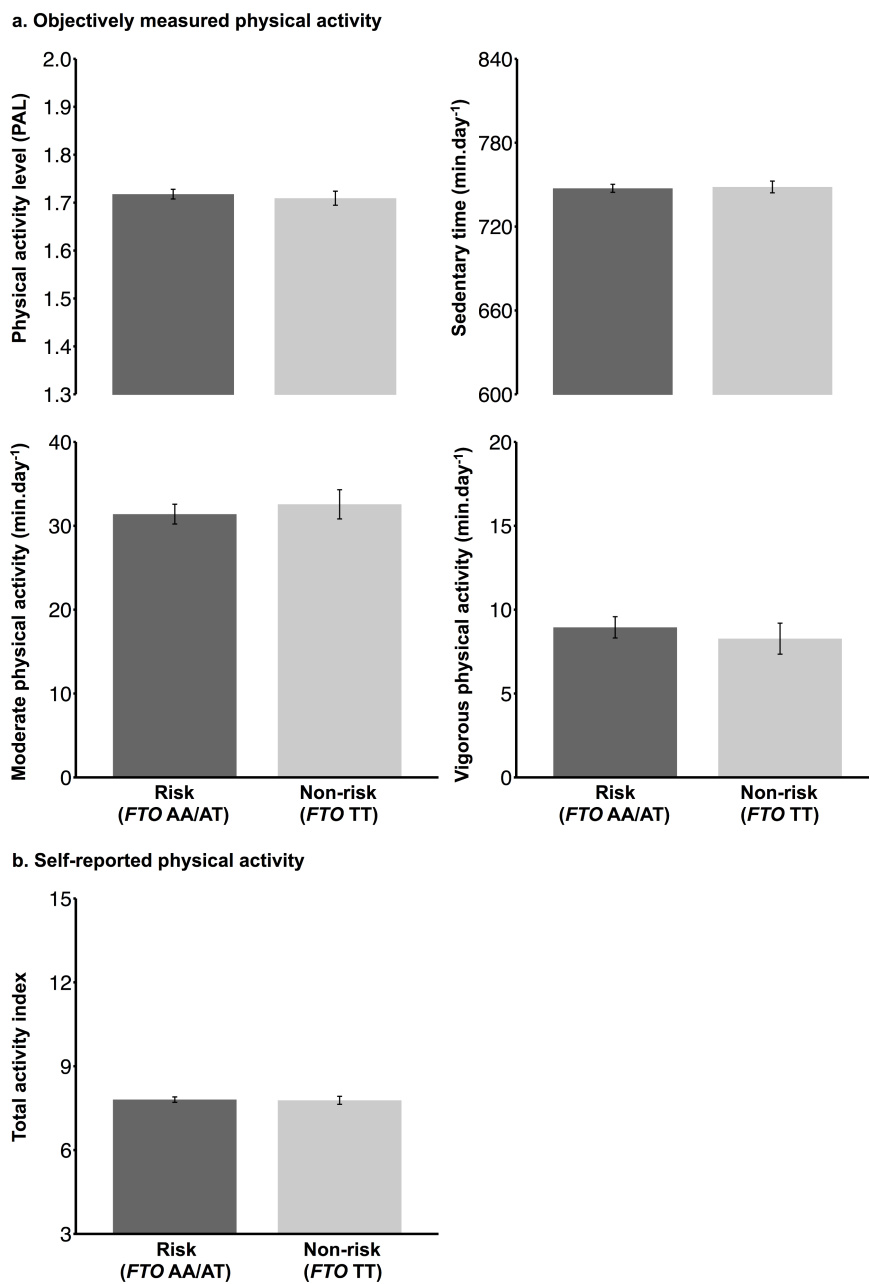 a. Objectively measured physical activity
Physical activity level (PAL)
2.0
1.9
1.8
1.7
1.6
1.5
1.4
1.3
Sedentary time (min.day⁻¹)
840
780
720
660
600
Moderate physical activity (min.day⁻¹)
40
30
20
10
0
Risk
(FTO AA/AT)
Non-risk
(FTO TT)
Vigorous physical activity (min.day⁻¹)
20
15
10
5
0
Risk
(FTO AA/AT)
Non-risk
(FTO TT)
b. Self-reported physical activity
Total activity index
15
12
9
6
3
Risk
(FTO AA/AT)
Non-risk
(FTO TT)